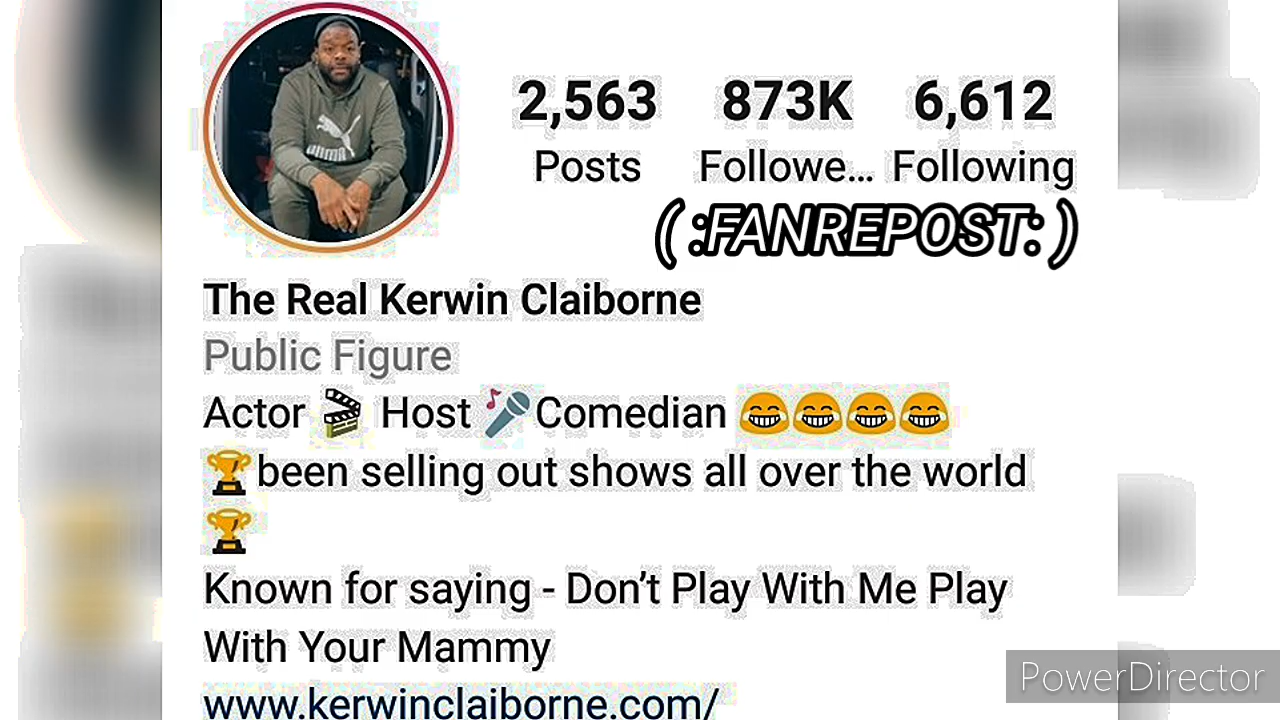 2,563 873K 6,612
Posts Followe... Following
(:FANREPOST:)
The Real Kerwin Claiborne
Public Figure
Actor 🎬 Host 🎤Comedian 😂😂😂😂
🏆been selling out shows all over the world
🏆
Known for saying - Don’t Play With Me Play
With Your Mammy
www.kerwinclaiborne.com/
PUMA
PowerDirector